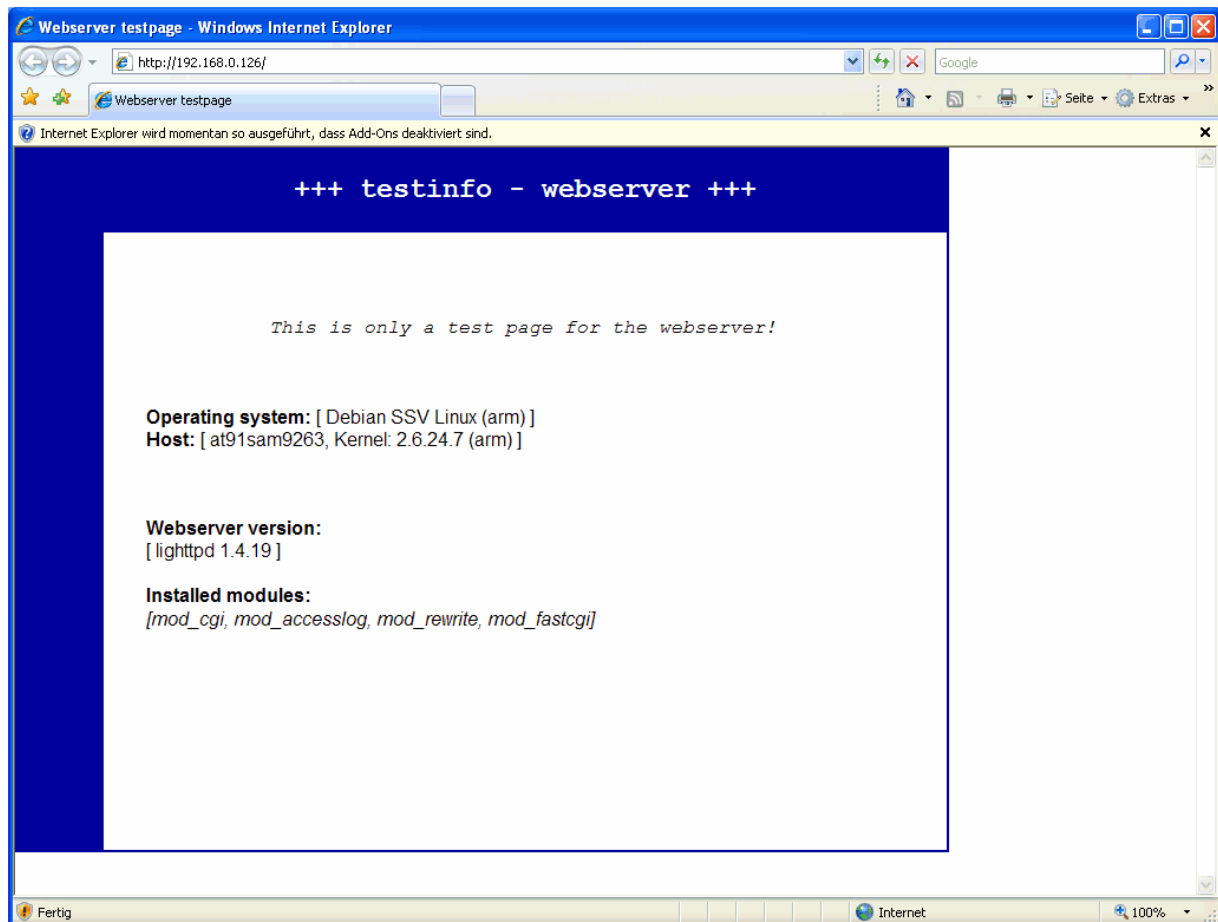 Webserver testpage - Windows Internet Explorer
http://192.168.0.126/
Google
Webserver testpage
Seite
Extras
»
Internet Explorer wird momentan so ausgeführt, dass Add-Ons deaktiviert sind.
+++ testinfo - webserver +++
This is only a test page for the webserver!
Operating system: [ Debian SSV Linux (arm) ]
Host: [ at91sam9263, Kernel: 2.6.24.7 (arm) ]
Webserver version:
[ lighttpd 1.4.19 ]
Installed modules:
[mod_cgi, mod_accesslog, mod_rewrite, mod_fastcgi]
Fertig
Internet
100%